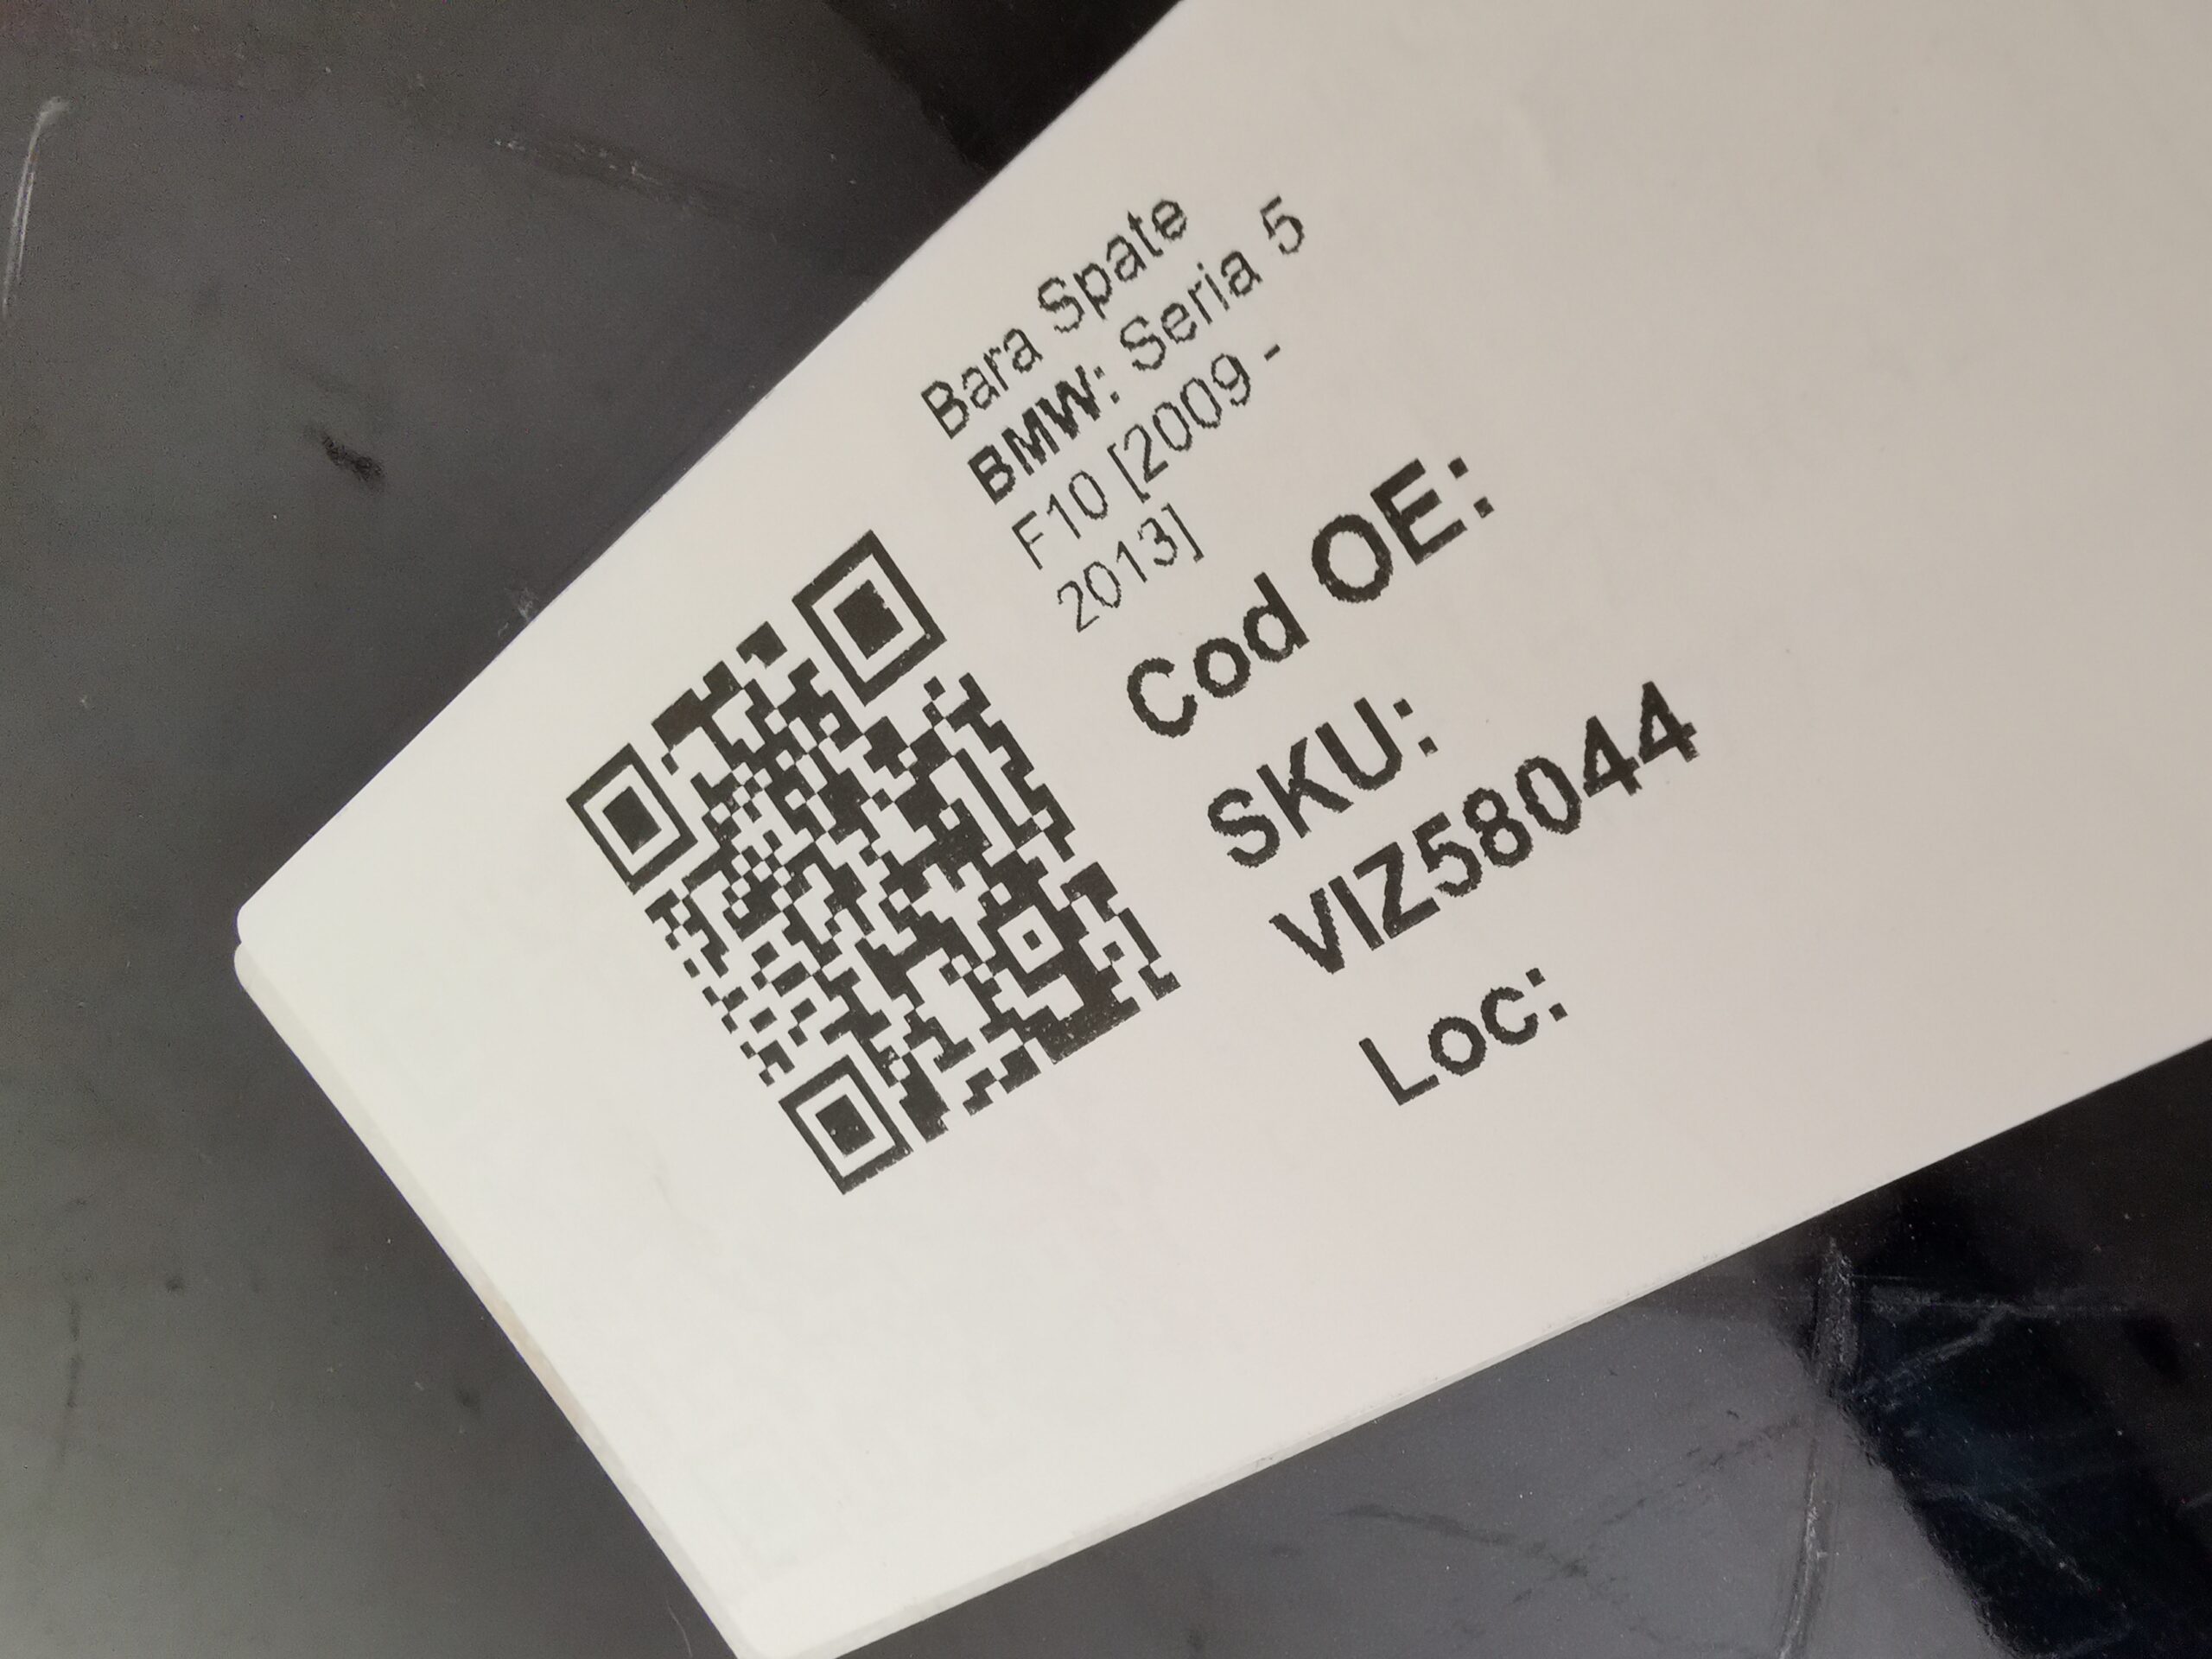 Bara Spate
BMW: Seria 5
F10 [2009 -
2013]
Cod OE:
SKU:
VIZ58044
Loc: